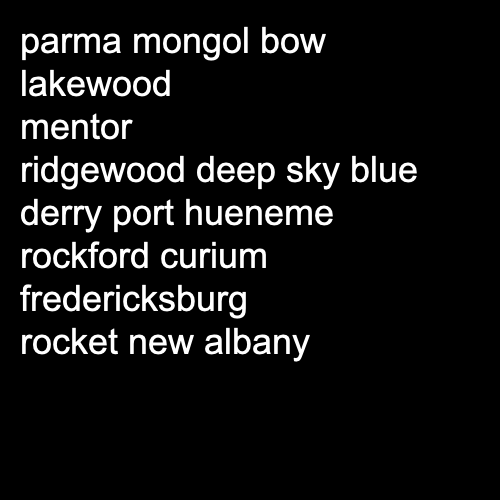 parma mongol bow
lakewood
mentor
ridgewood deep sky blue
derry port hueneme
rockford curium
fredericksburg
rocket new albany